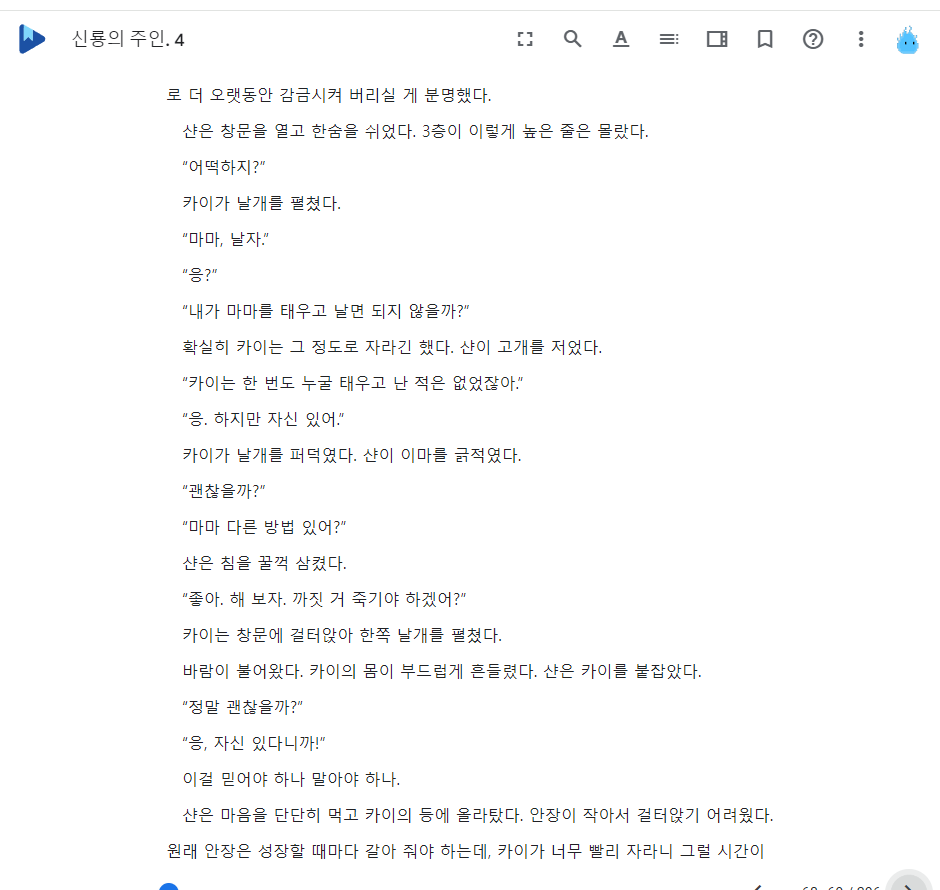 신룡의 주인. 4
로 더 오랫동안 감금시켜 버리실 게 분명했다.
샨은 창문을 열고 한숨을 쉬었다. 3층이 이렇게 높은 줄은 몰랐다.
“어떡하지?”
카이가 날개를 펼쳤다.
“마마, 날자.”
“응?”
“내가 마마를 태우고 날면 되지 않을까?”
확실히 카이는 그 정도로 자라긴 했다. 샨이 고개를 저었다.
“카이는 한 번도 누굴 태우고 난 적은 없었잖아.”
“응. 하지만 자신 있어.”
카이가 날개를 퍼덕였다. 샨이 이마를 긁적였다.
“괜찮을까?”
“마마 다른 방법 있어?”
샨은 침을 꿀꺽 삼켰다.
“좋아. 해 보자. 까짓 거 죽기야 하겠어?”
카이는 창문에 걸터앉아 한쪽 날개를 펼쳤다.
바람이 불어왔다. 카이의 몸이 부드럽게 흔들렸다. 샨은 카이를 붙잡았다.
“정말 괜찮을까?”
“응, 자신 있다니까!”
이걸 믿어야 하나 말아야 하나.
샨은 마음을 단단히 먹고 카이의 등에 올라탔다. 안장이 작아서 걸터앉기 어려웠다.
원래 안장은 성장할 때마다 갈아 줘야 하는데, 카이가 너무 빨리 자라니 그럴 시간이